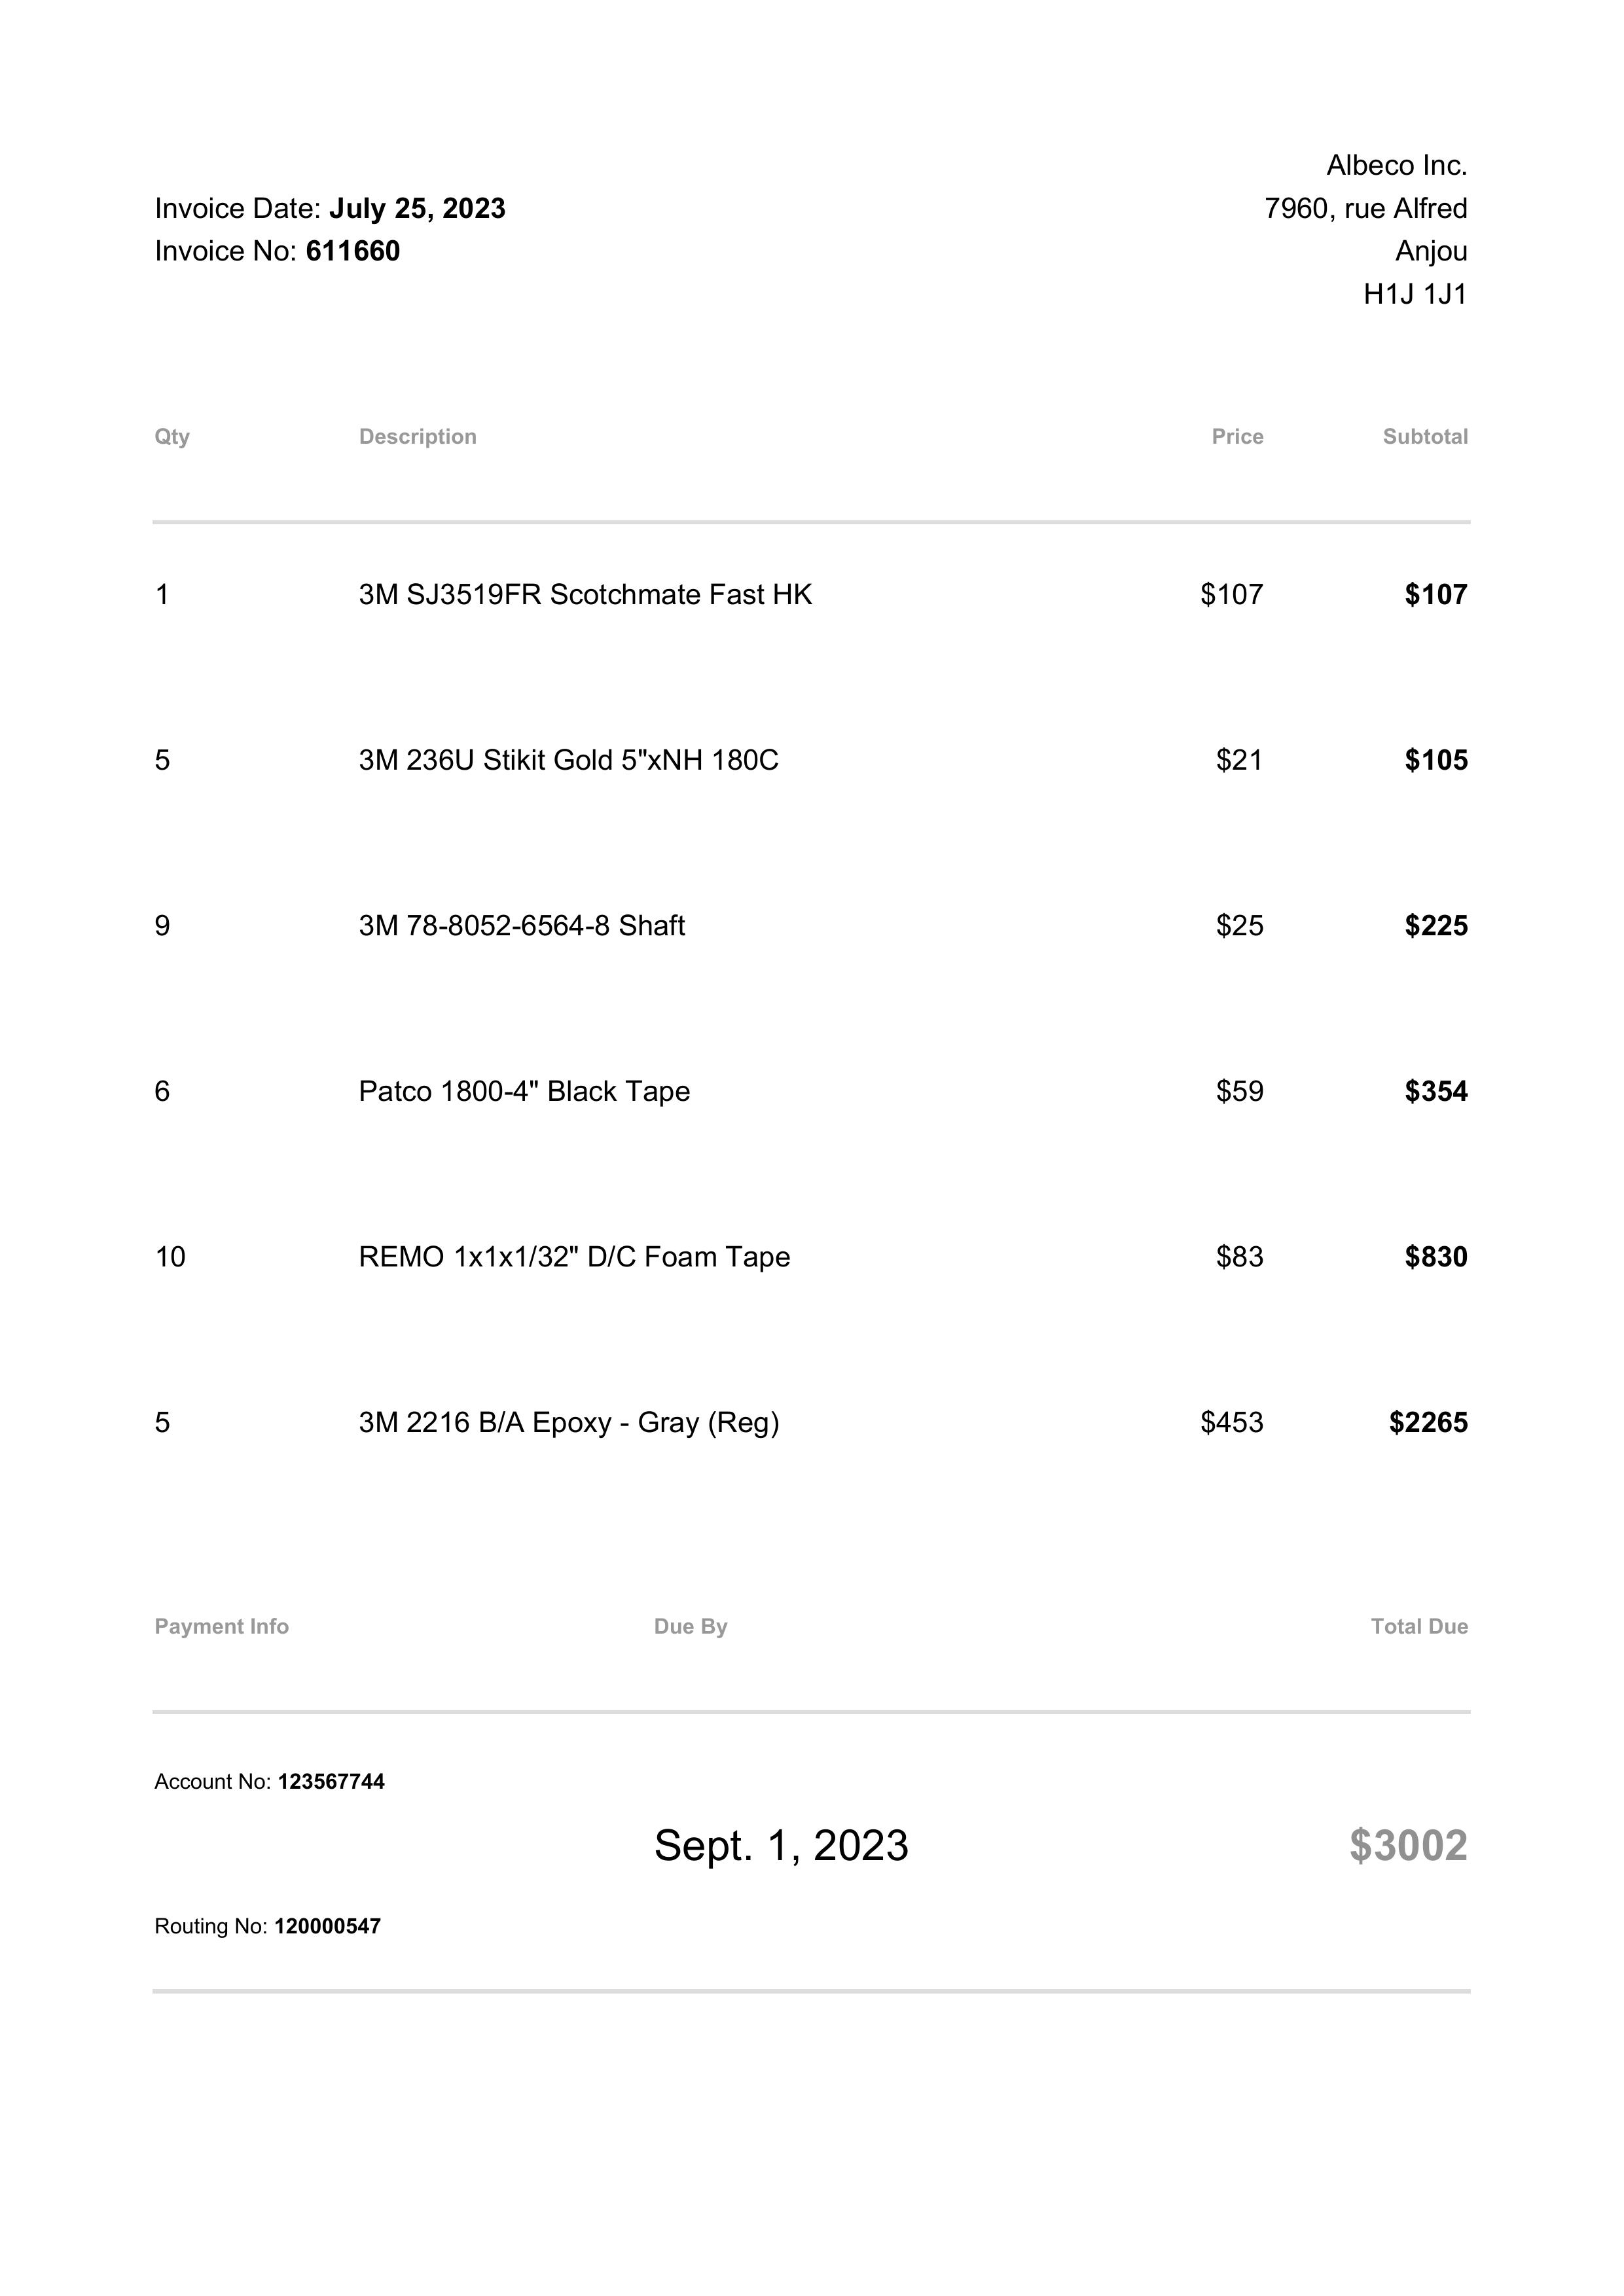 Albeco Inc.
Invoice Date: July 25, 2023 7960, rue Alfred
Invoice No: 611660 Anjou
H1J 1J1
Qty Description Price Subtotal
1 3M SJ3519FR Scotchmate Fast HK $107 $107
5 3M 236U Stikit Gold 5"xNH 180C $21 $105
9 3M 78-8052-6564-8 Shaft $25 $225
6 Patco 1800-4" Black Tape $59 $354
10 REMO 1x1x1/32" D/C Foam Tape $83 $830
5 3M 2216 B/A Epoxy - Gray (Reg) $453 $2265
Payment Info Due By Total Due
Account No: 123567744
Sept. 1, 2023 $3002
Routing No: 120000547